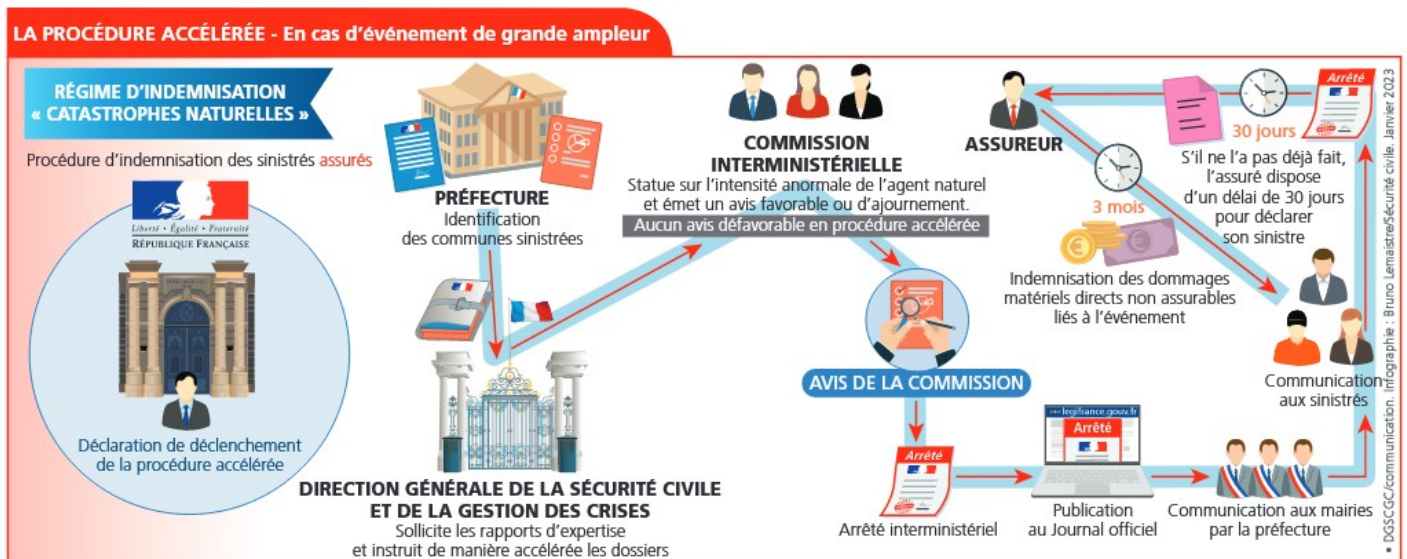 LA PROCÉDURE ACCÉLÉRÉE - En cas d'événement de grande ampleur
RÉGIME D'INDEMNISATION
« CATASTROPHES NATURELLES »
Procédure d'indemnisation des sinistrés assurés
Liberté • Égalité • Fraternité
RÉPUBLIQUE FRANÇAISE
Déclaration de déclenchement
de la procédure accélérée
PRÉFECTURE
Identification
des communes sinistrées
DIRECTION GÉNÉRALE DE LA SÉCURITÉ CIVILE
ET DE LA GESTION DES CRISES
Sollicite les rapports d'expertise
et instruit de manière accélérée les dossiers
COMMISSION
INTERMINISTÉRIELLE
Statue sur l'intensité anormale de l'agent naturel
et émet un avis favorable ou d'ajournement.
Aucun avis défavorable en procédure accélérée
AVIS DE LA COMMISSION
Arrêté
Arrêté interministériel
legifrance.gouv.fr
Arrêté
Publication
au Journal officiel
Communication aux mairies
par la préfecture
Communication
aux sinistrés
Arrêté
30 jours
S'il ne l'a pas déjà fait,
l'assuré dispose
d'un délai de 30 jours
pour déclarer
son sinistre
ASSUREUR
3 mois
Indemnisation des dommages
matériels directs non assurables
liés à l'événement
• DGSCGC/communication. Infographie : Bruno Lemaistre/Sécurité civile. Janvier 2023